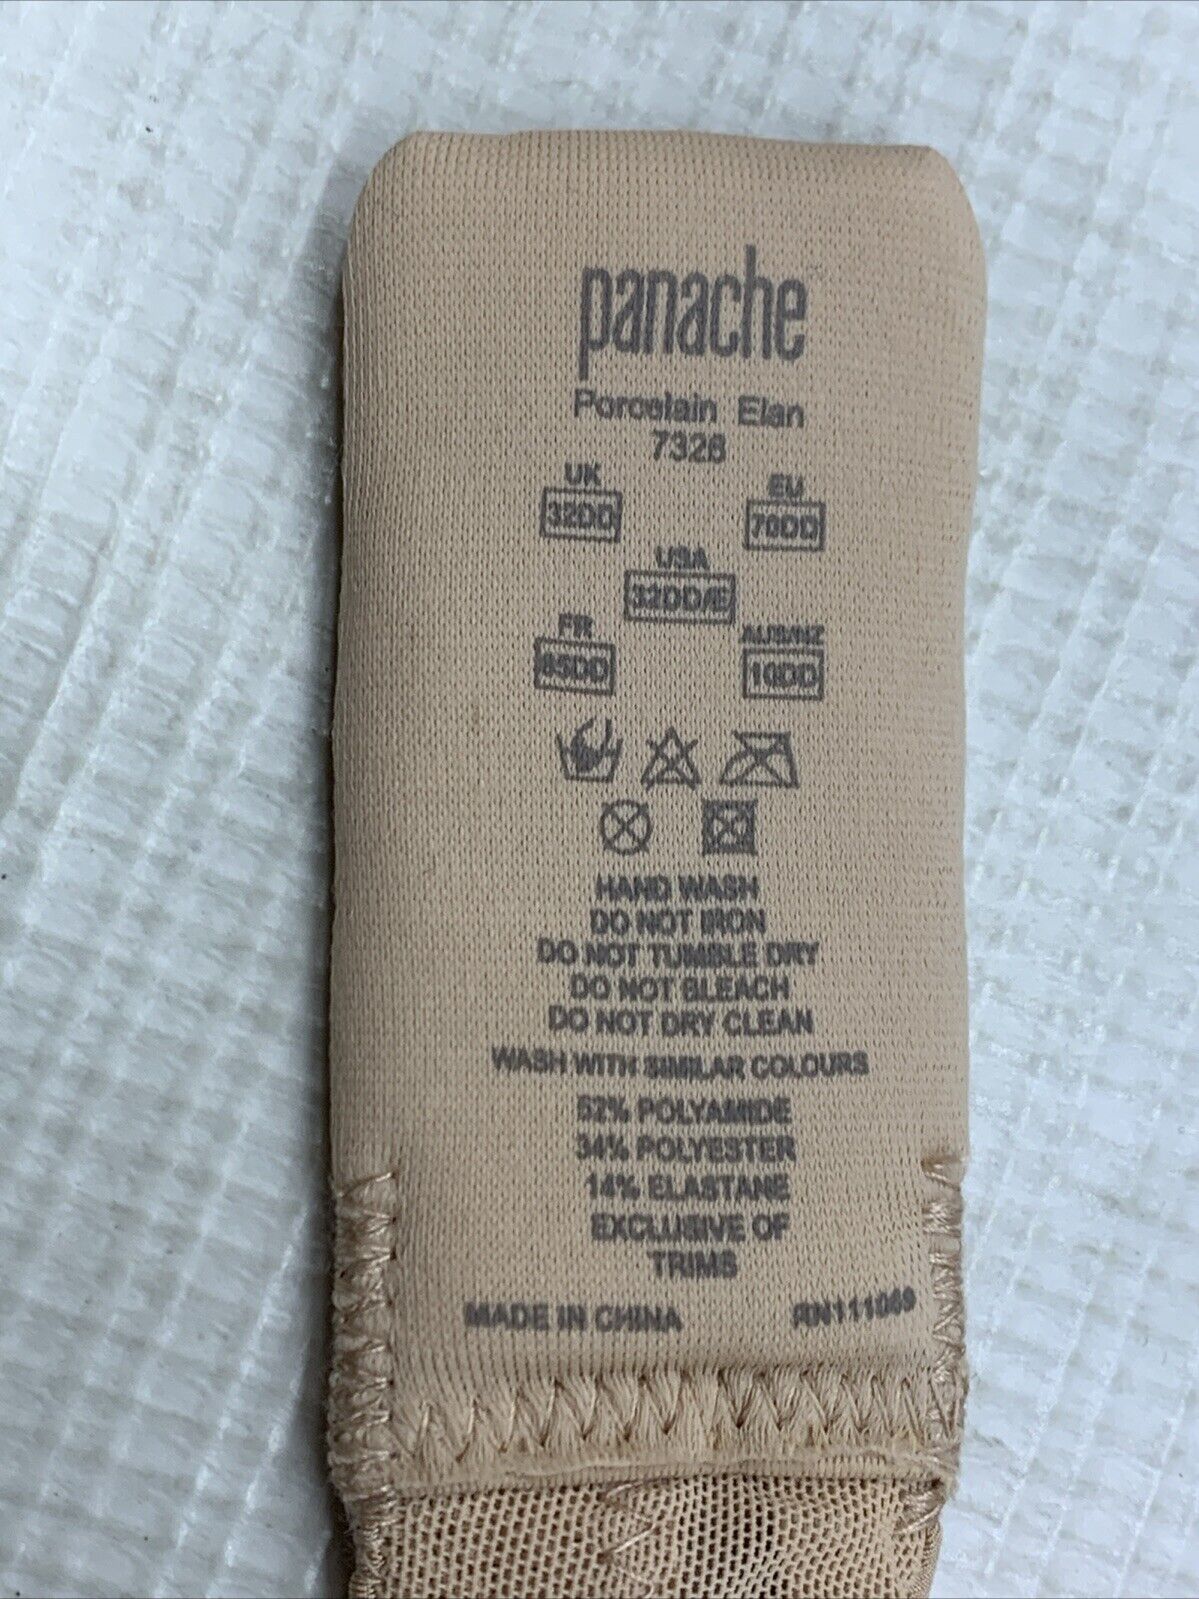 panache
Porcelain Elan
7326
UK EU
32DD 70DD
USA
32DD/E
FR AUS/NZ
85DD 10DD
HAND WASH
DO NOT IRON
DO NOT TUMBLE DRY
DO NOT BLEACH
DO NOT DRY CLEAN
WASH WITH SIMILAR COLOURS
52% POLYAMIDE
34% POLYESTER
14% ELASTANE
EXCLUSIVE OF
TRIMS
MADE IN CHINA RN111069